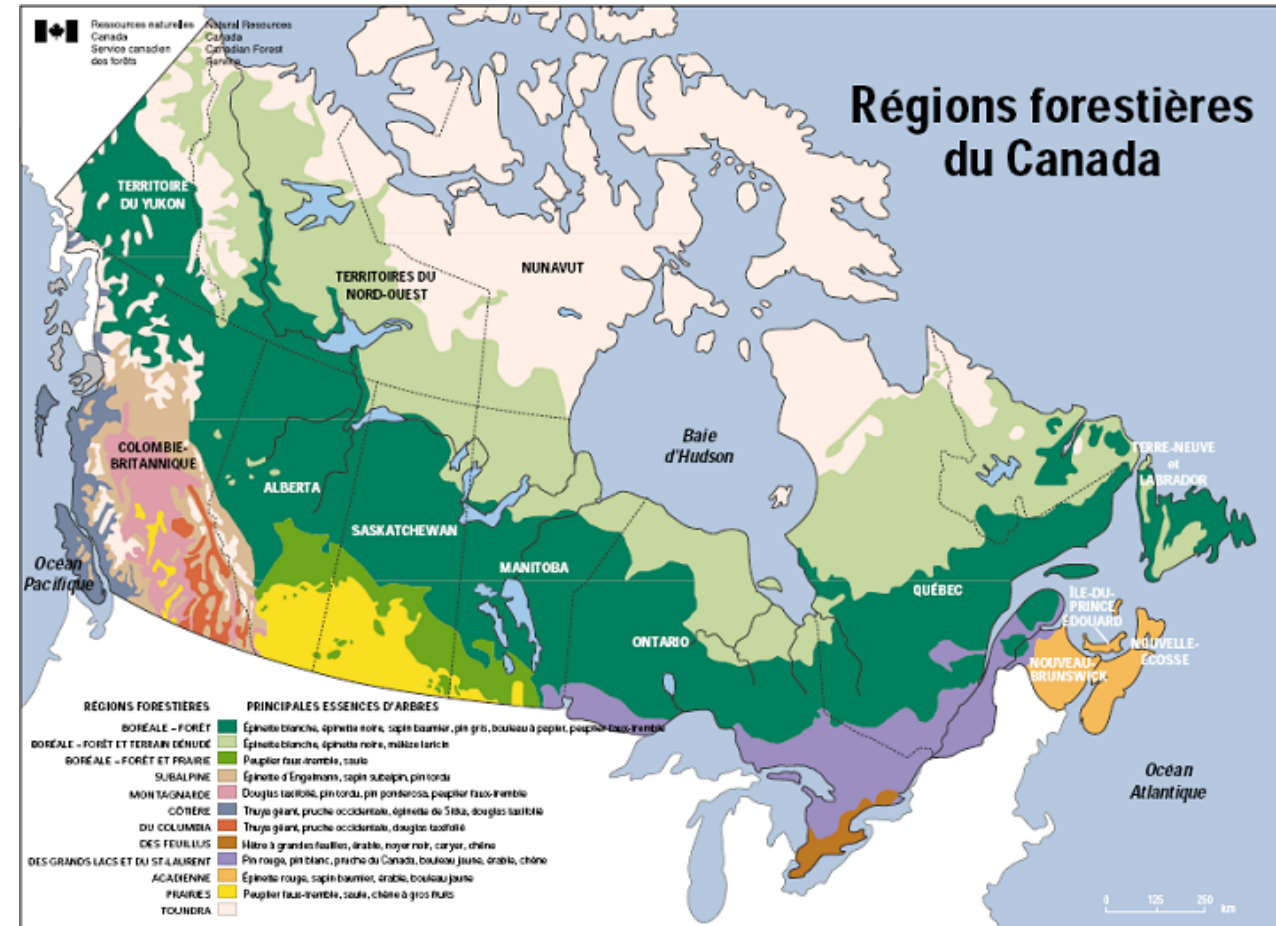 Ressources naturelles
Canada
Service canadien
des forêts
Natural Resources
Canada
Canadian Forest
Service
Régions forestières
du Canada
TERRITOIRE
DU YUKON
TERRITOIRES DU
NORD-OUEST
NUNAVUT
Baie
d'Hudson
COLOMBIE-
BRITANNIQUE
ALBERTA
SASKATCHEWAN
MANITOBA
ONTARIO
QUÉBEC
TERRE-NEUVE
et
LABRADOR
ÎLE-DU-
PRINCE
ÉDOUARD
NOUVELLE-
ÉCOSSE
NOUVEAU-
BRUNSWICK
Océan
Pacifique
Océan
Atlantique
RÉGIONS FORESTIÈRES PRINCIPALES ESSENCES D'ARBRES
BORÉALE – FORÊT Épinette blanche, épinette noire, sapin baumier, pin gris, bouleau à papier, peuplier faux-tremble
BORÉALE – FORÊT ET TERRAIN DÉNUDÉ Épinette blanche, épinette noire, mélèze laricin
BORÉALE – FORÊT ET PRAIRIE Peuplier faux-tremble, saule
SUBALPINE Épinette d'Engelmann, sapin subalpin, pin tordu
MONTAGNARDE Douglas taxifolié, pin tordu, pin ponderosa, peuplier faux-tremble
CÔTIÈRE Thuya géant, pruche occidentale, épinette de Sitka, douglas taxifolié
DU COLUMBIA Thuya géant, pruche occidentale, douglas taxifolié
DES FEUILLUS Hêtre à grandes feuilles, érable, noyer noir, caryer, chêne
DES GRANDS LACS ET DU ST-LAURENT Pin rouge, pin blanc, pruche du Canada, bouleau jaune, érable, chêne
ACADIENNE Épinette rouge, sapin baumier, érable, bouleau jaune
PRAIRIES Peuplier faux-tremble, saule, chêne à gros fruits
TOUNDRA
0 125 250
km